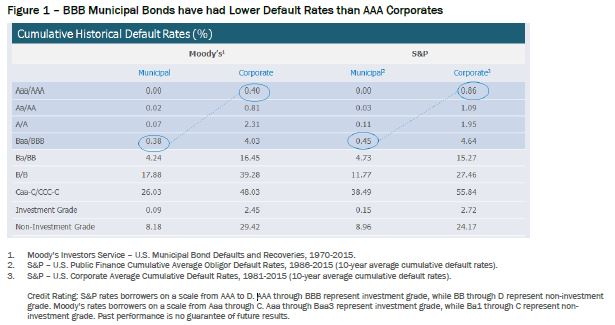 Figure 1 – BBB Municipal Bonds have had Lower Default Rates than AAA Corporates
Cumulative Historical Default Rates (%)
Moody's1 S&P
Municipal Corporate Municipal2 Corporate3
Aaa/AAA 0.00 0.40 0.00 0.86
Aa/AA 0.02 0.81 0.03 1.09
A/A 0.07 2.31 0.11 1.95
Baa/BBB 0.38 4.03 0.45 4.64
Ba/BB 4.24 16.45 4.73 15.27
B/B 17.88 39.28 11.77 27.46
Caa-C/CCC-C 26.03 48.03 38.49 55.84
Investment Grade 0.09 2.45 0.15 2.72
Non-Investment Grade 8.18 29.42 8.96 24.17
1. Moody's Investors Service – U.S. Municipal Bond Defaults and Recoveries, 1970-2015.
2. S&P – U.S. Public Finance Cumulative Average Obligor Default Rates, 1986-2015 (10-year average cumulative default rates).
3. S&P – U.S. Corporate Average Cumulative Default Rates, 1981-2015 (10-year average cumulative default rates).
Credit Rating: S&P rates borrowers on a scale from AAA to D. AAA through BBB represent investment grade, while BB through D represent non-investment
grade. Moody's rates borrowers on a scale from Aaa through C. Aaa through Baa3 represent investment grade, while Ba1 through C represent non-
investment grade. Past performance is no guarantee of future results.